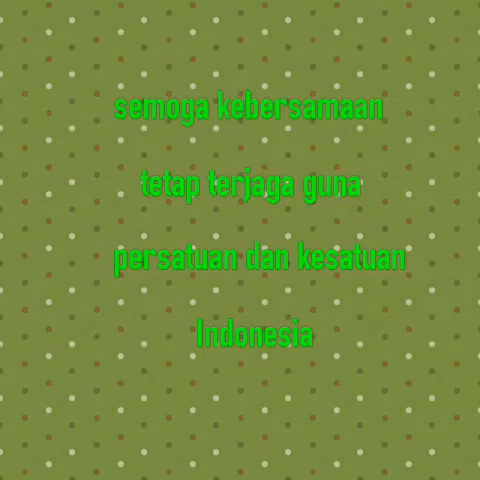 semoga kebersamaan
tetap terjaga guna
persatuan dan kesatuan
Indonesia